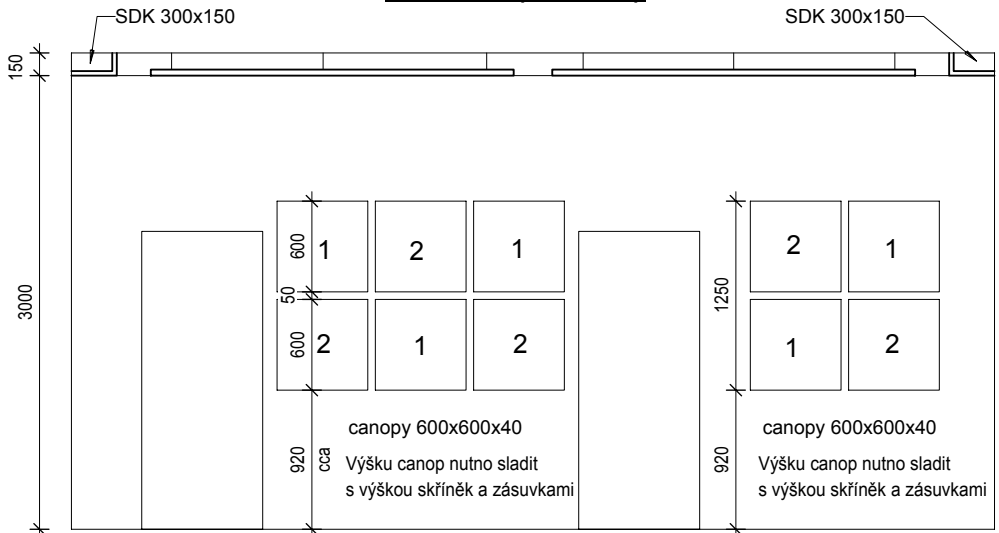 SDK 300x150
SDK 300x150
150
3000
600
50
600
920
cca
1
2
1
2
1
2
1250
920
2
1
1
2
canopy 600x600x40
Výšku canop nutno sladit
s výškou skříněk a zásuvkami
canopy 600x600x40
Výšku canop nutno sladit
s výškou skříněk a zásuvkami